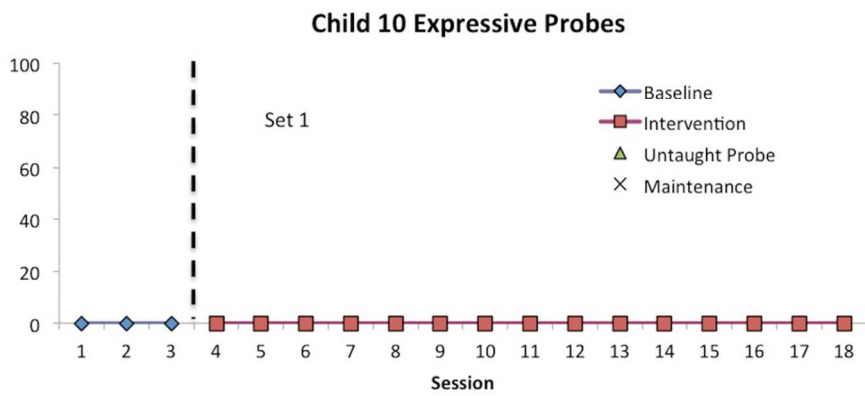 Child 10 Expressive Probes
100
80
60
40
20
0
Set 1
Baseline
Intervention
Untaught Probe
Maintenance
1 2 3 4 5 6 7 8 9 10 11 12 13 14 15 16 17 18
Session